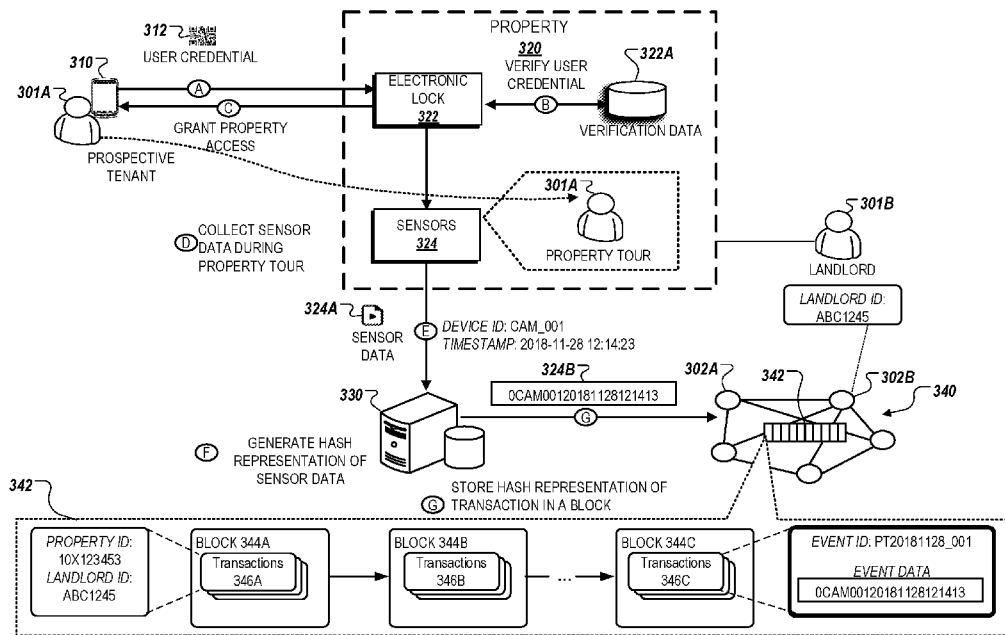 312
USER CREDENTIAL
310
301A
A
C
GRANT PROPERTY
ACCESS
PROSPECTIVE
TENANT
PROPERTY
320
VERIFY USER
CREDENTIAL
322A
ELECTRONIC
LOCK
322
B
VERIFICATION DATA
SENSORS
324
301A
PROPERTY TOUR
301B
LANDLORD
D
COLLECT SENSOR
DATA DURING
PROPERTY TOUR
LANDLORD ID:
ABC1245
324A
SENSOR
DATA
E
DEVICE ID: CAM_001
TIMESTAMP: 2018-11-28 12:14:23
330
324B
0CAM00120181128121413
G
302A
342
302B
340
F
GENERATE HASH
REPRESENTATION OF
SENSOR DATA
G
STORE HASH REPRESENTATION OF
TRANSACTION IN A BLOCK
342
PROPERTY ID:
10X123453
LANDLORD ID:
ABC1245
BLOCK 344A
Transactions
346A
BLOCK 344B
Transactions
346B
...
BLOCK 344C
Transactions
346C
EVENT ID: PT20181128_001
EVENT DATA
0CAM00120181128121413